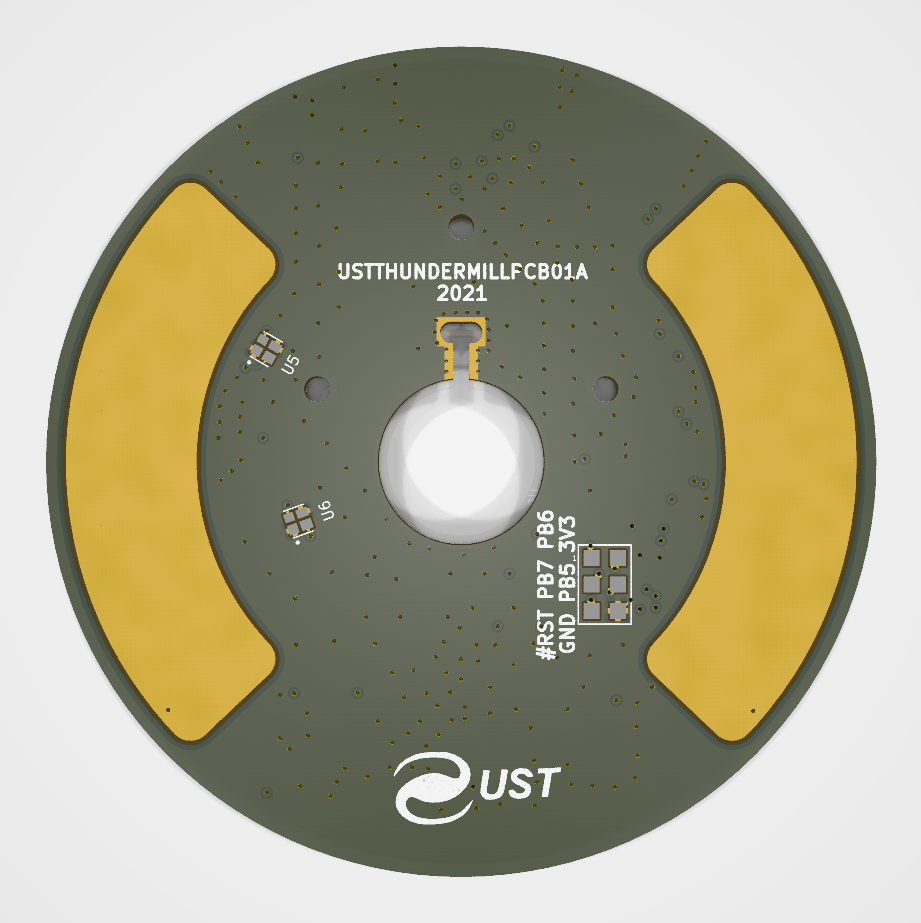 USTTHUNDERMILLFCB01A
2021
U5
U6
#RST PB7 PB6
GND PB5 3V3
UST